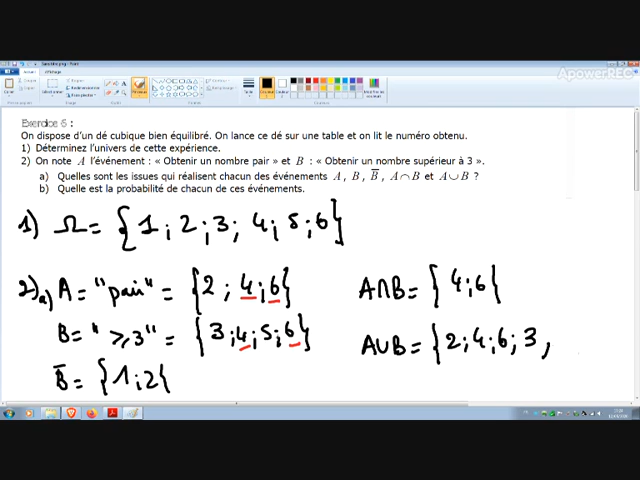 ApowerREC
Exercice 6 :
On dispose d'un dé cubique bien équilibré. On lance ce dé sur une table et on lit le numéro obtenu.
1) Déterminez l'univers de cette expérience.
2) On note A l'événement : « Obtenir un nombre pair » et B : « Obtenir un nombre supérieur à 3 ».
a) Quelles sont les issues qui réalisent chacun des événements A, B, B̅, A∩B et A∪B ?
b) Quelle est la probabilité de chacun de ces événements.
1) Ω = {1 ; 2 ; 3 ; 4 ; 5 ; 6}
2) a) A = "pair" = {2 ; 4 ; 6}
B = "≥ 3" = {3 ; 4 ; 5 ; 6}
B̅ = {1 ; 2{
A∩B = {4 ; 6}
A∪B = {2 ; 4 ; 6 ; 3,